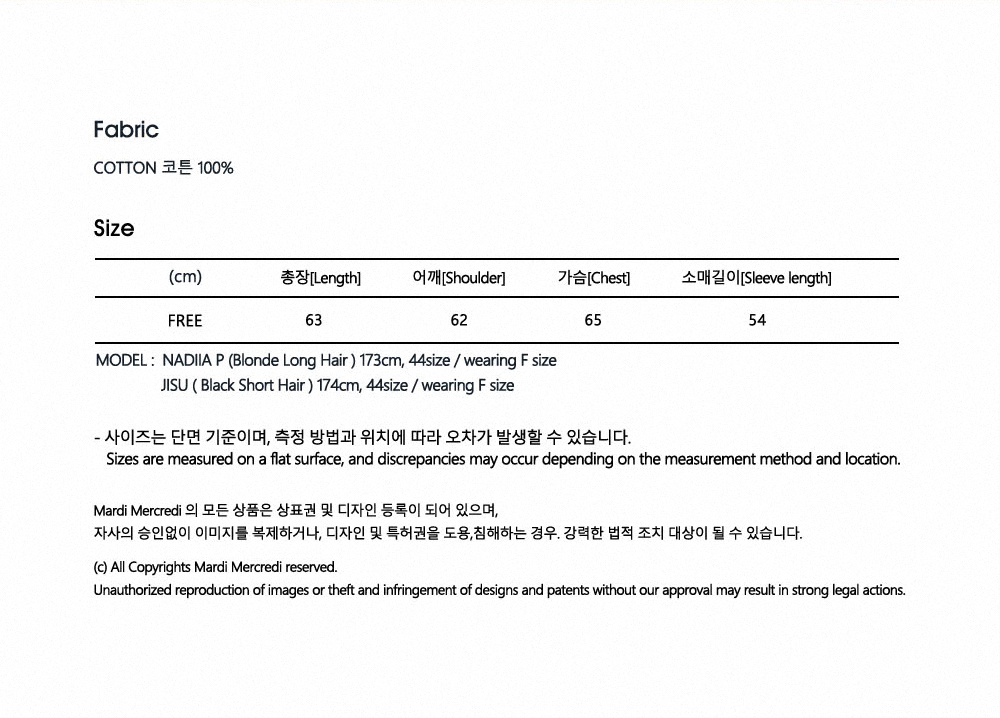 Fabric
COTTON 코튼 100%
Size
(cm) 총장[Length] 어깨[Shoulder] 가슴[Chest] 소매길이[Sleeve length]
FREE 63 62 65 54
MODEL : NADIIA P (Blonde Long Hair ) 173cm, 44size / wearing F size
JISU ( Black Short Hair ) 174cm, 44size / wearing F size
- 사이즈는 단면 기준이며, 측정 방법과 위치에 따라 오차가 발생할 수 있습니다.
Sizes are measured on a flat surface, and discrepancies may occur depending on the measurement method and location.
Mardi Mercredi 의 모든 상품은 상표권 및 디자인 등록이 되어 있으며,
자사의 승인없이 이미지를 복제하거나, 디자인 및 특허권을 도용,침해하는 경우. 강력한 법적 조치 대상이 될 수 있습니다.
(c) All Copyrights Mardi Mercredi reserved.
Unauthorized reproduction of images or theft and infringement of designs and patents without our approval may result in strong legal actions.